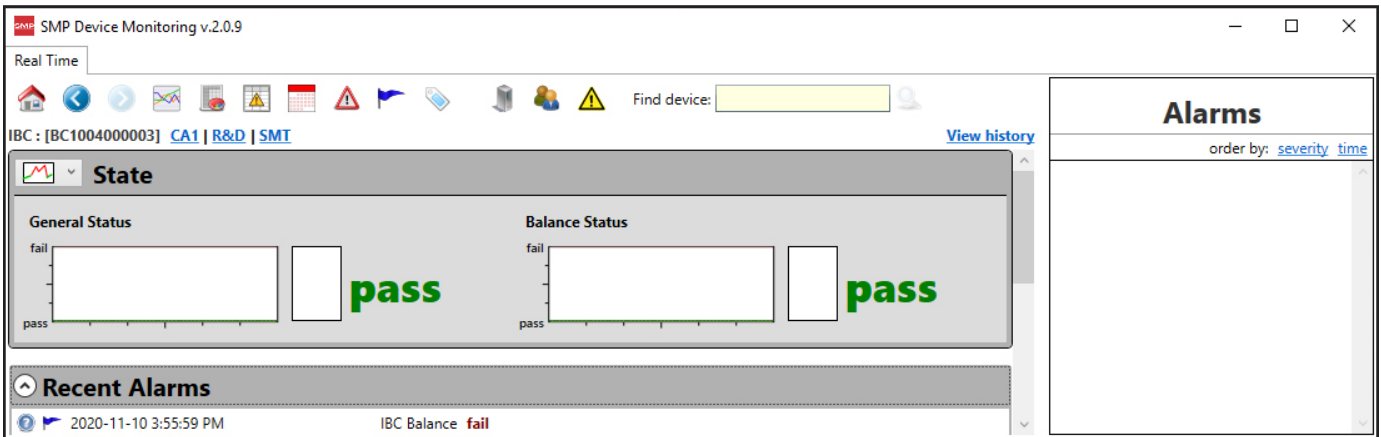 SMP SMP Device Monitoring v.2.0.9
Real Time
Find device:
IBC : [BC1004000003] CA1 | R&D | SMT
View history
State
General Status
fail
pass
pass
Balance Status
fail
pass
pass
Recent Alarms
2020-11-10 3:55:59 PM IBC Balance fail
Alarms
order by: severity time